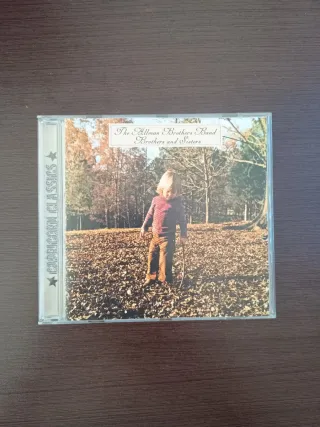 The Allman Brothers Band
Brothers and Sisters
★ CAPRICORN CLASSICS ★